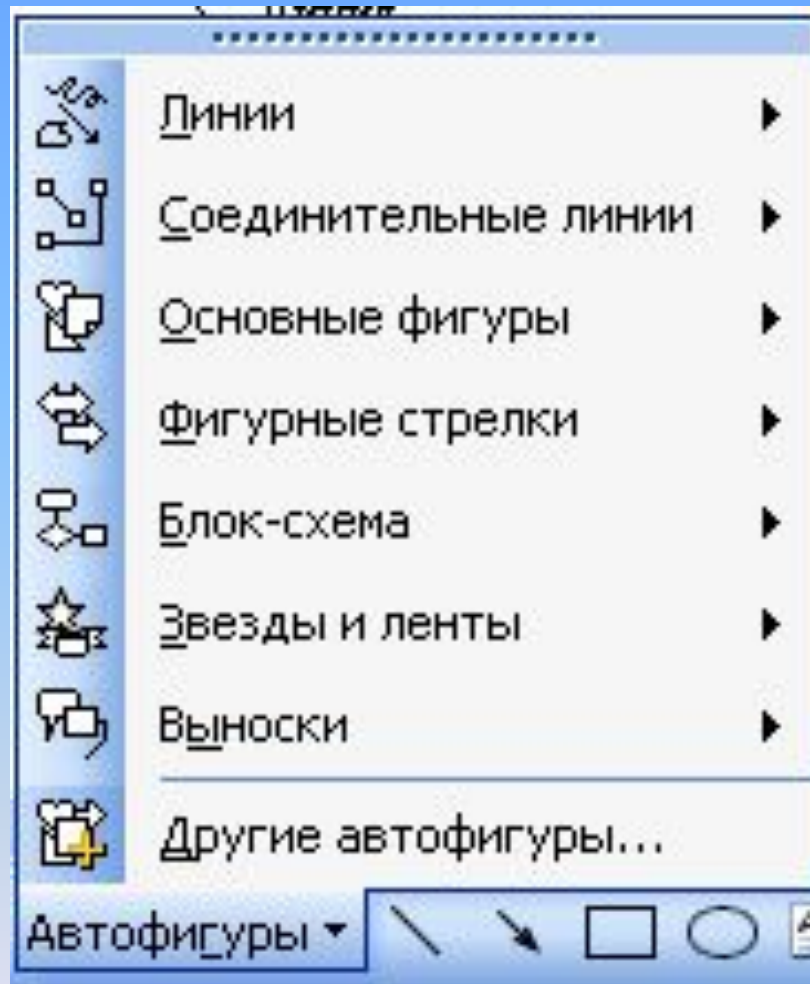 Линии
Соединительные линии
Основные фигуры
Фигурные стрелки
Блок-схема
Звезды и ленты
Выноски
Другие автофигуры...
Автофигуры